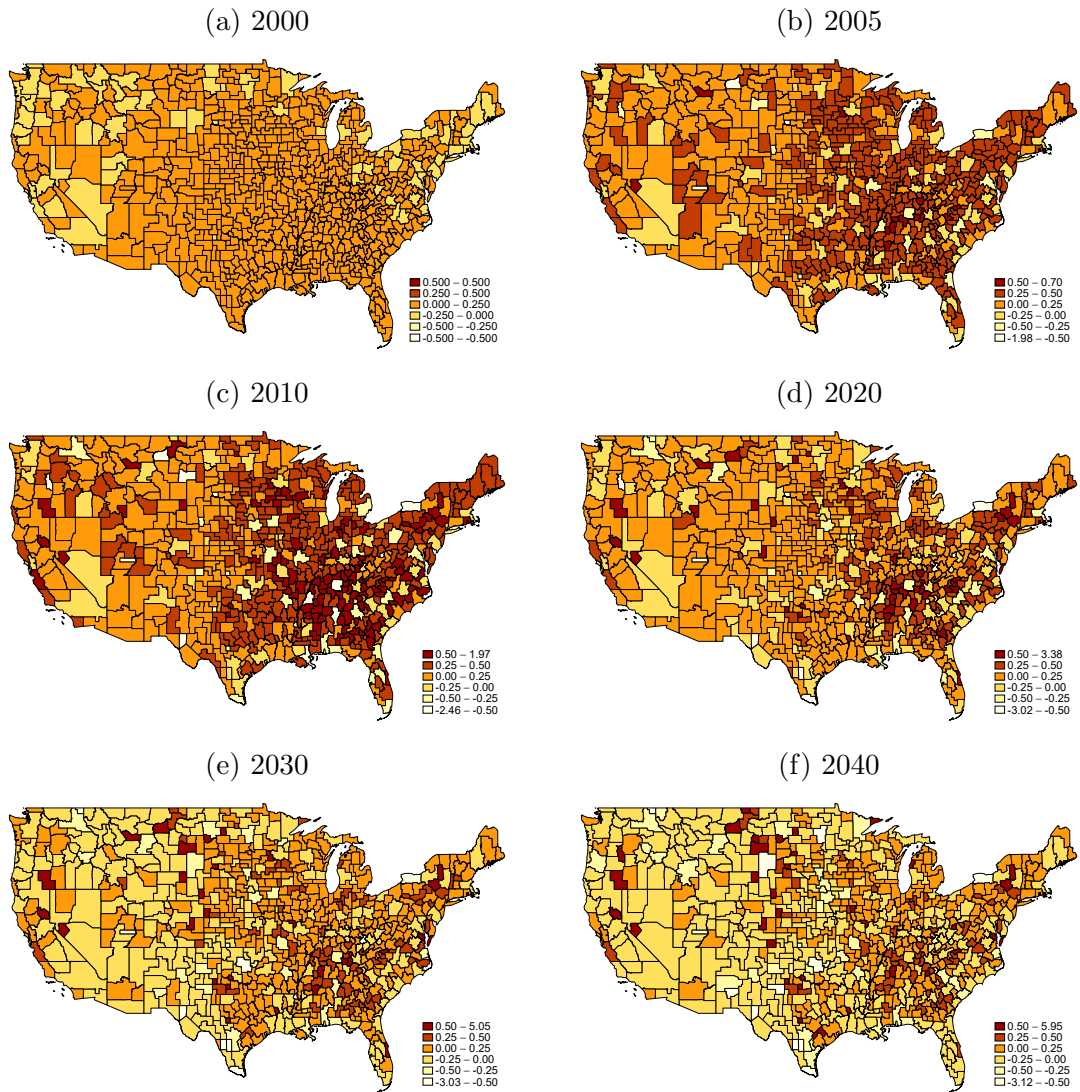 (a) 2000
(b) 2005
0.500 – 0.500
0.250 – 0.500
0.000 – 0.250
-0.250 – 0.000
-0.500 – -0.250
-0.500 – -0.500
0.50 – 0.70
0.25 – 0.50
0.00 – 0.25
-0.25 – 0.00
-0.50 – -0.25
-1.98 – -0.50
(c) 2010
(d) 2020
0.50 – 1.97
0.25 – 0.50
0.00 – 0.25
-0.25 – 0.00
-0.50 – -0.25
-2.46 – -0.50
0.50 – 3.38
0.25 – 0.50
0.00 – 0.25
-0.25 – 0.00
-0.50 – -0.25
-3.02 – -0.50
(e) 2030
(f) 2040
0.50 – 5.05
0.25 – 0.50
0.00 – 0.25
-0.25 – 0.00
-0.50 – -0.25
-3.03 – -0.50
0.50 – 5.95
0.25 – 0.50
0.00 – 0.25
-0.25 – 0.00
-0.50 – -0.25
-3.12 – -0.50